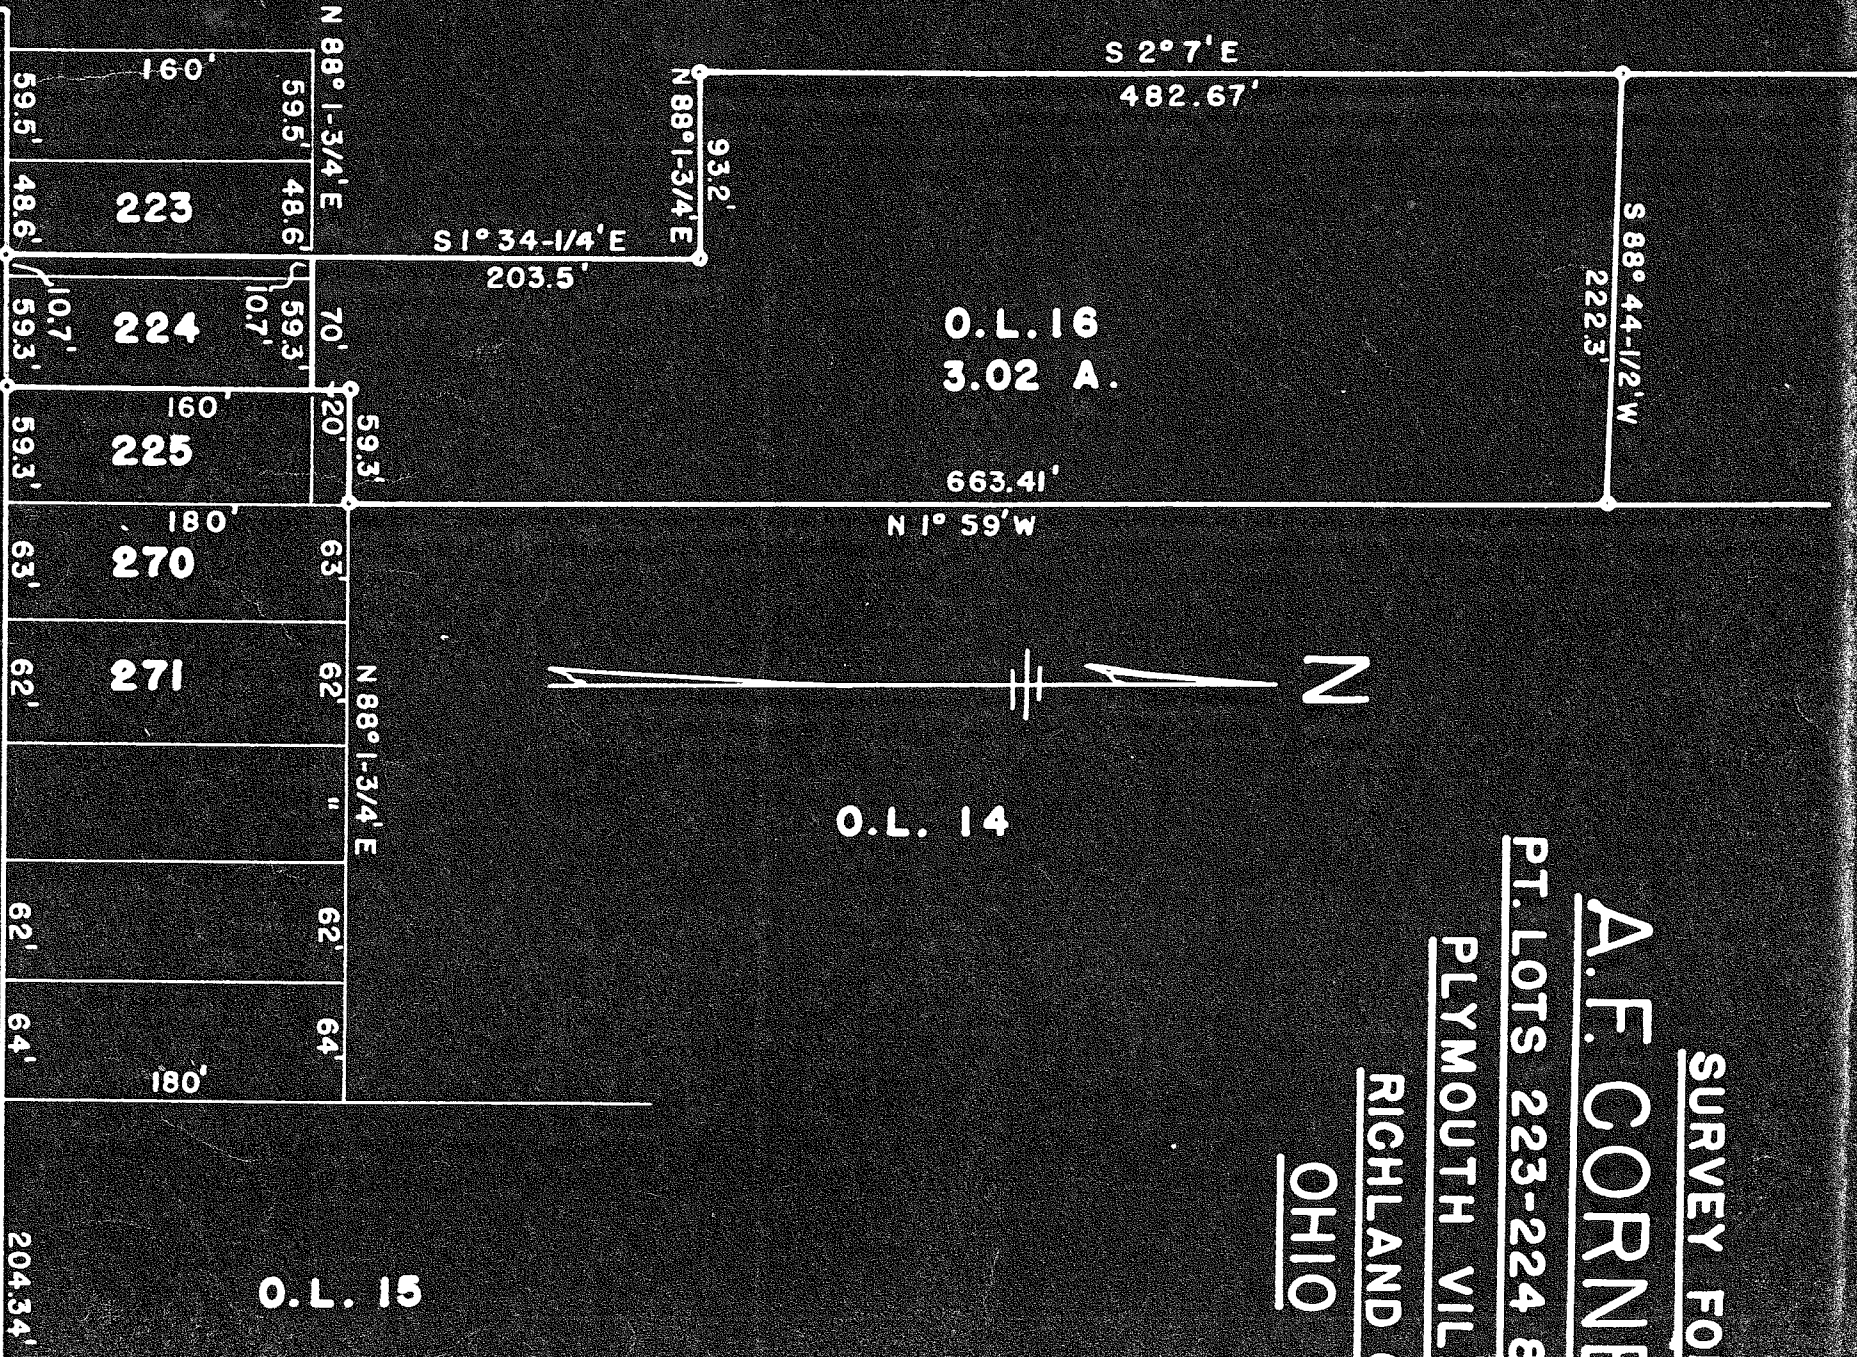 SURVEY FO
A.F. CORNE
PT. LOTS 223-224 &
PLYMOUTH VIL
RICHLAND
OHIO
N
S 2° 7' E
482.67'
N 88° 1-3/4' E
93.2'
S 88° 44-1/2' W
222.3'
S 1° 34-1/4' E
203.5'
O.L. 16
3.02 A.
663.41'
N 1° 59' W
N 88° 1-3/4' E
160'
59.5'
59.5'
223
48.6'
48.6'
10.7'
10.7'
224
59.3'
59.3'
70'
20'
160'
225
59.3'
59.3'
180'
270
63'
63'
271
62'
62'
N 88° 1-3/4' E
"
62'
62'
64'
64'
180'
O.L. 14
O.L. 15
204.34'